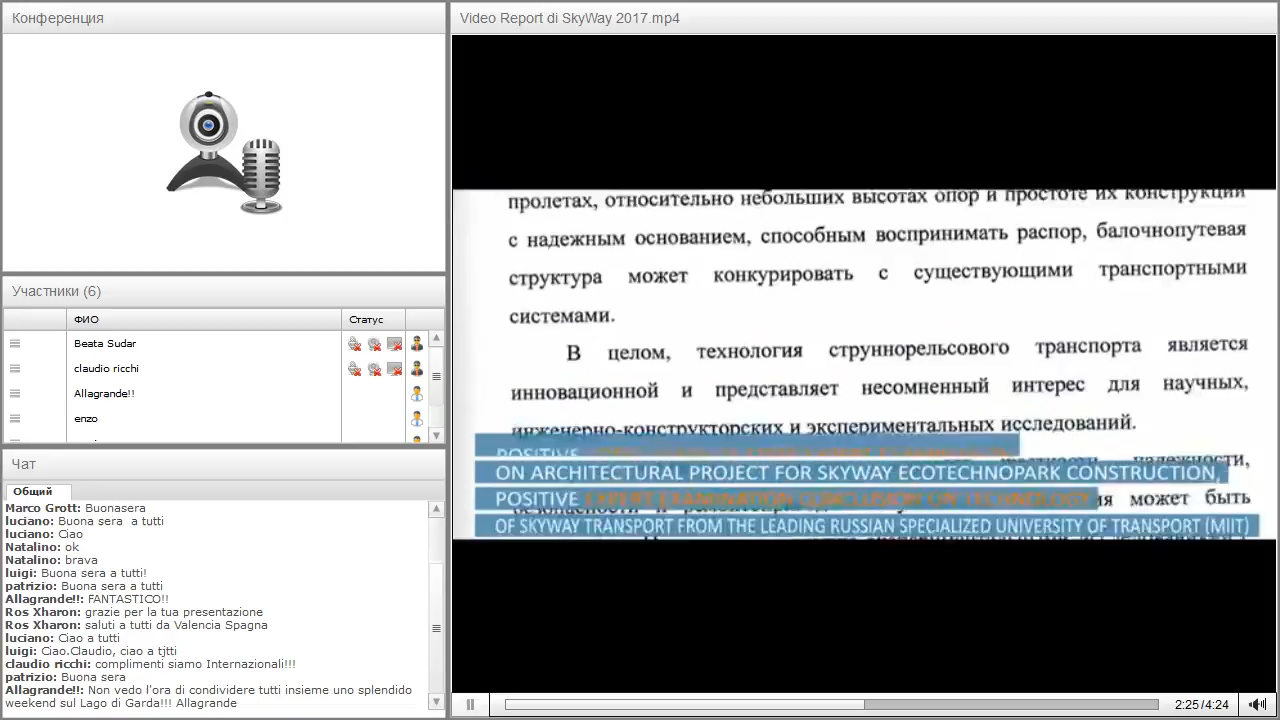 Конференция
Участники (6)
ФИО
Статус
Beata Sudar
claudio ricchi
Allagrande!!
enzo
Чат
Общий
Marco Grott: Buonasera
luciano: Buona sera a tutti
luciano: Ciao
Natalino: ok
Natalino: brava
luigi: Buona sera a tutti!
patrizio: Buona sera a tutti
Allagrande!!: FANTASTICO!!
Ros Xharon: grazie per la tua presentazione
Ros Xharon: saluti a tutti da Valencia Spagna
luciano: Ciao a tutti
luigi: Ciao.Claudio, ciao a tjtti
claudio ricchi: complimenti siamo Internazionali!!!
patrizio: Buona sera
Allagrande!!: Non vedo l'ora di condividere tutti insieme uno splendido
weekend sul Lago di Garda!!! Allagrande
Video Report di SkyWay 2017.mp4
пролетах, относительно небольших высотах опор и простоте их конструкции
с надежным основанием, способным воспринимать распор, балочнопутевая
структура может конкурировать с существующими транспортными
системами.
В целом, технология струннорельсового транспорта является
инновационной и представляет несомненный интерес для научных,
инженерно-конструкторских и экспериментальных исследований.
POSITIVE
надежности,
ON ARCHITECTURAL PROJECT FOR SKYWAY ECOTECHNOPARK CONSTRUCTION,
POSITIVE EXPERT EXAMINATION CONCLUSION ON TECHNOLOGY
может быть
OF SKYWAY TRANSPORT FROM THE LEADING RUSSIAN SPECIALIZED UNIVERSITY OF TRANSPORT (MIIT)
2:25/4:24